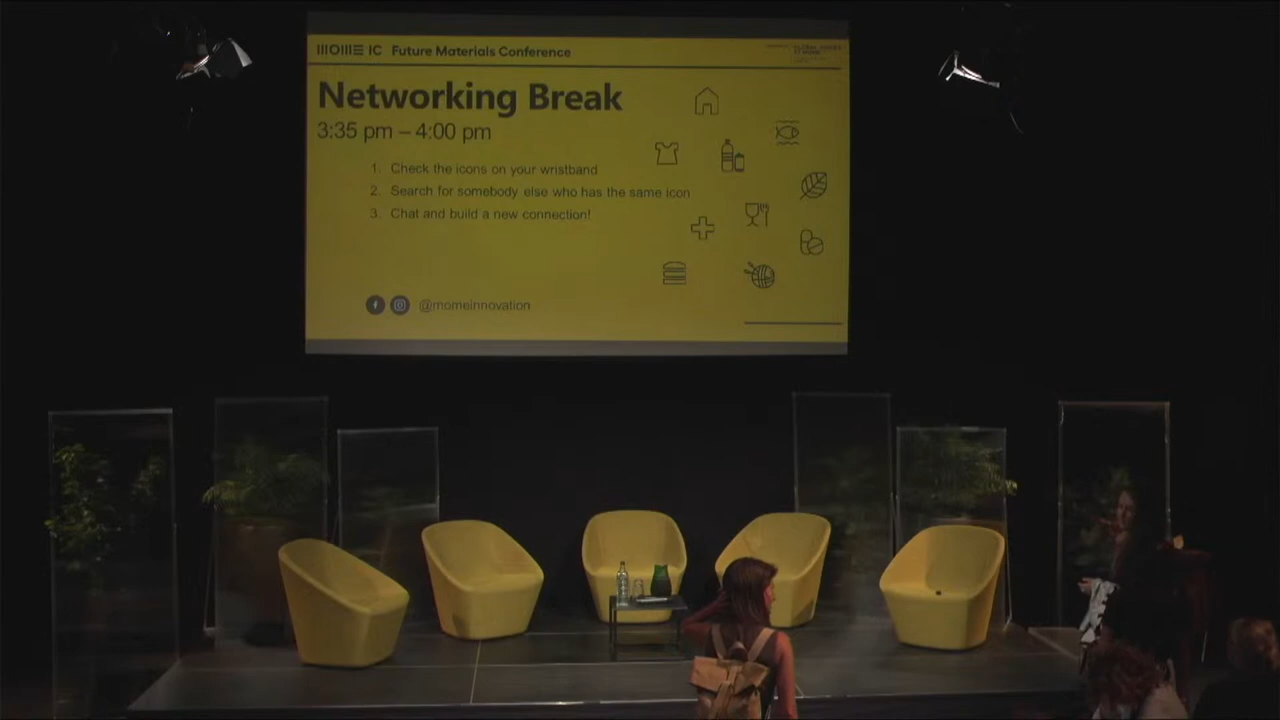 MOME IC Future Materials Conference
Networking Break
3:35 pm – 4:00 pm
1. Check the icons on your wristband
2. Search for somebody else who has the same icon
3. Chat and build a new connection!
@momeinnovation